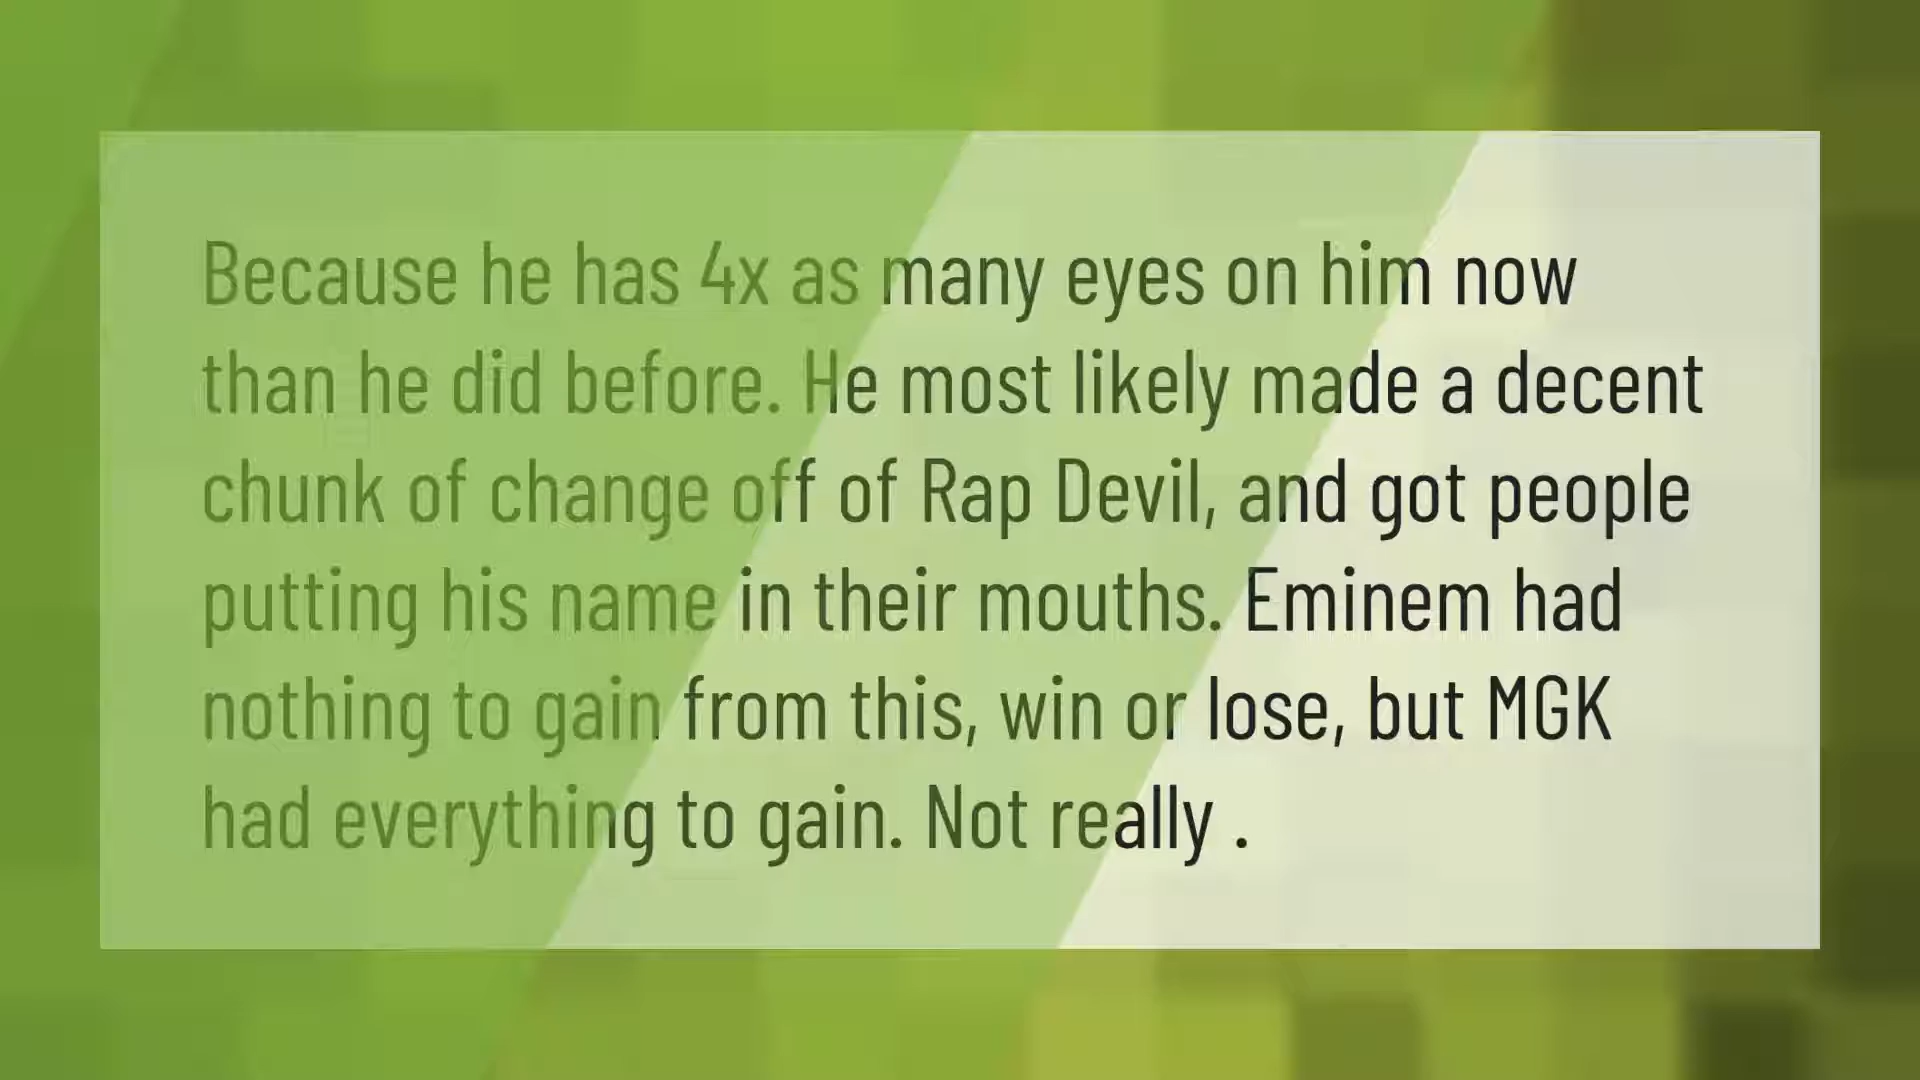 Because he has 4x as many eyes on him now
than he did before. He most likely made a decent
chunk of change off of Rap Devil, and got people
putting his name in their mouths. Eminem had
nothing to gain from this, win or lose, but MGK
had everything to gain. Not really .